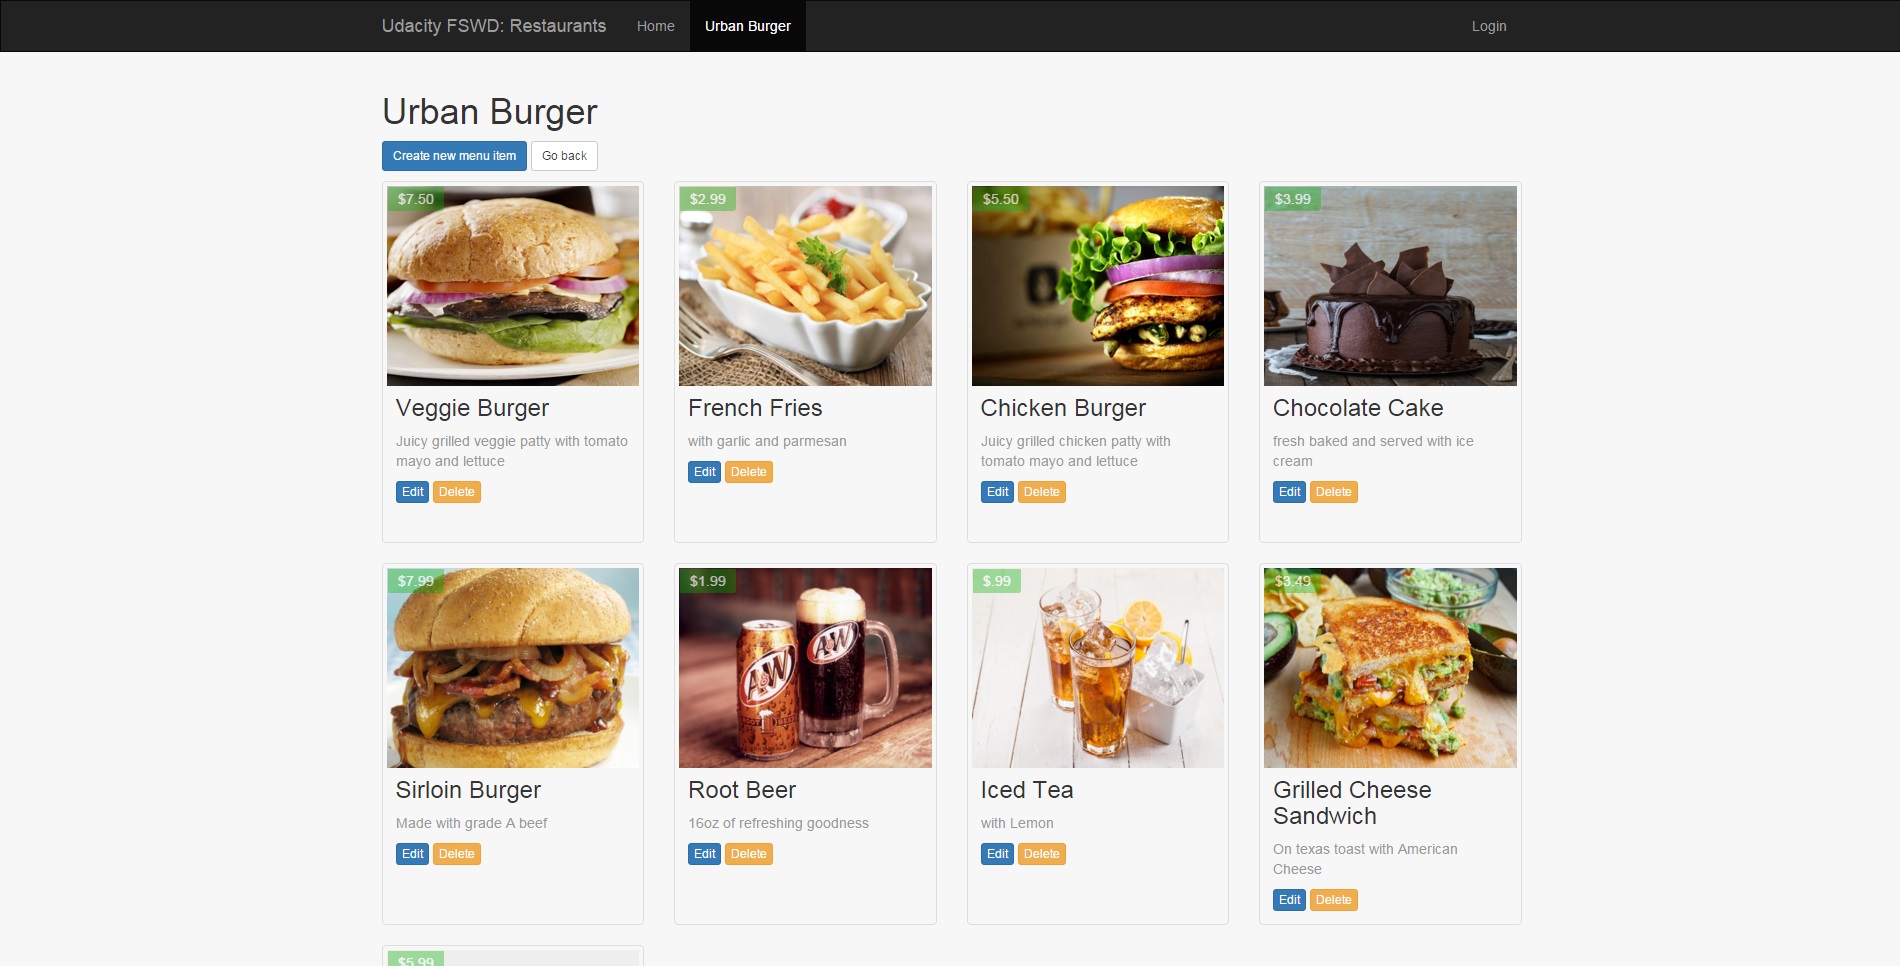 Udacity FSWD: Restaurants Home Urban Burger Login
Urban Burger
Create new menu item Go back
$7.50
Veggie Burger
Juicy grilled veggie patty with tomato
mayo and lettuce
Edit Delete
$2.99
French Fries
with garlic and parmesan
Edit Delete
$5.50
Chicken Burger
Juicy grilled chicken patty with
tomato mayo and lettuce
Edit Delete
$3.99
Chocolate Cake
fresh baked and served with ice
cream
Edit Delete
$7.99
Sirloin Burger
Made with grade A beef
Edit Delete
$1.99
A&W
ROOT BEER
A&W
Root Beer
16oz of refreshing goodness
Edit Delete
$.99
Iced Tea
with Lemon
Edit Delete
$3.49
Grilled Cheese
Sandwich
On texas toast with American
Cheese
Edit Delete
$5.99